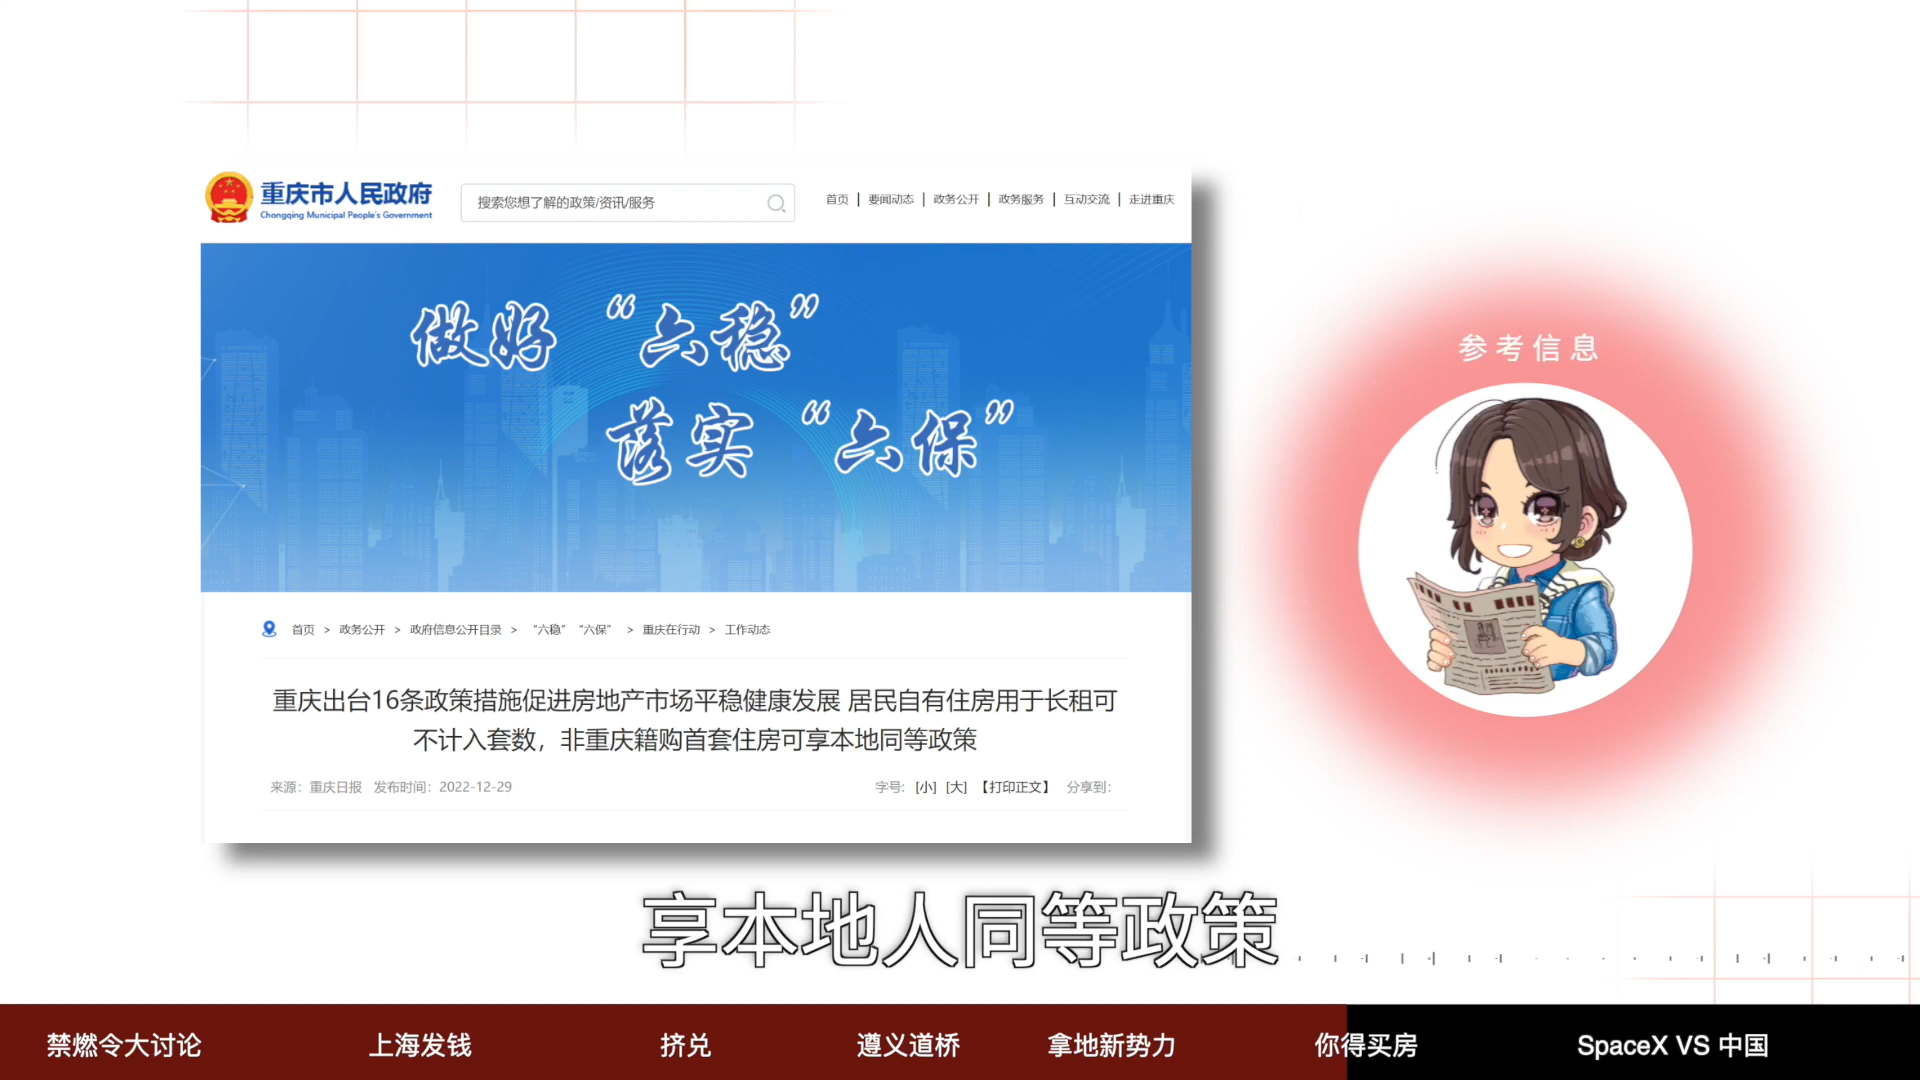 重庆市人民政府
Chongqing Municipal People's Government
搜索您想了解的政策/资讯/服务
首页 | 要闻动态 | 政务公开 | 政务服务 | 互动交流 | 走进重庆
做好 “六稳”
落实 “六保”
参考信息
首页 > 政务公开 > 政府信息公开目录 > “六稳” “六保” > 重庆在行动 > 工作动态
重庆出台16条政策措施促进房地产市场平稳健康发展 居民自有住房用于长租可
不计入套数，非重庆籍购首套住房可享本地同等政策
来源：重庆日报 发布时间：2022-12-29 字号：[小] [大] 【打印正文】 分享到：
享本地人同等政策
禁燃令大讨论 上海发钱 挤兑 遵义道桥 拿地新势力 你得买房 SpaceX VS 中国